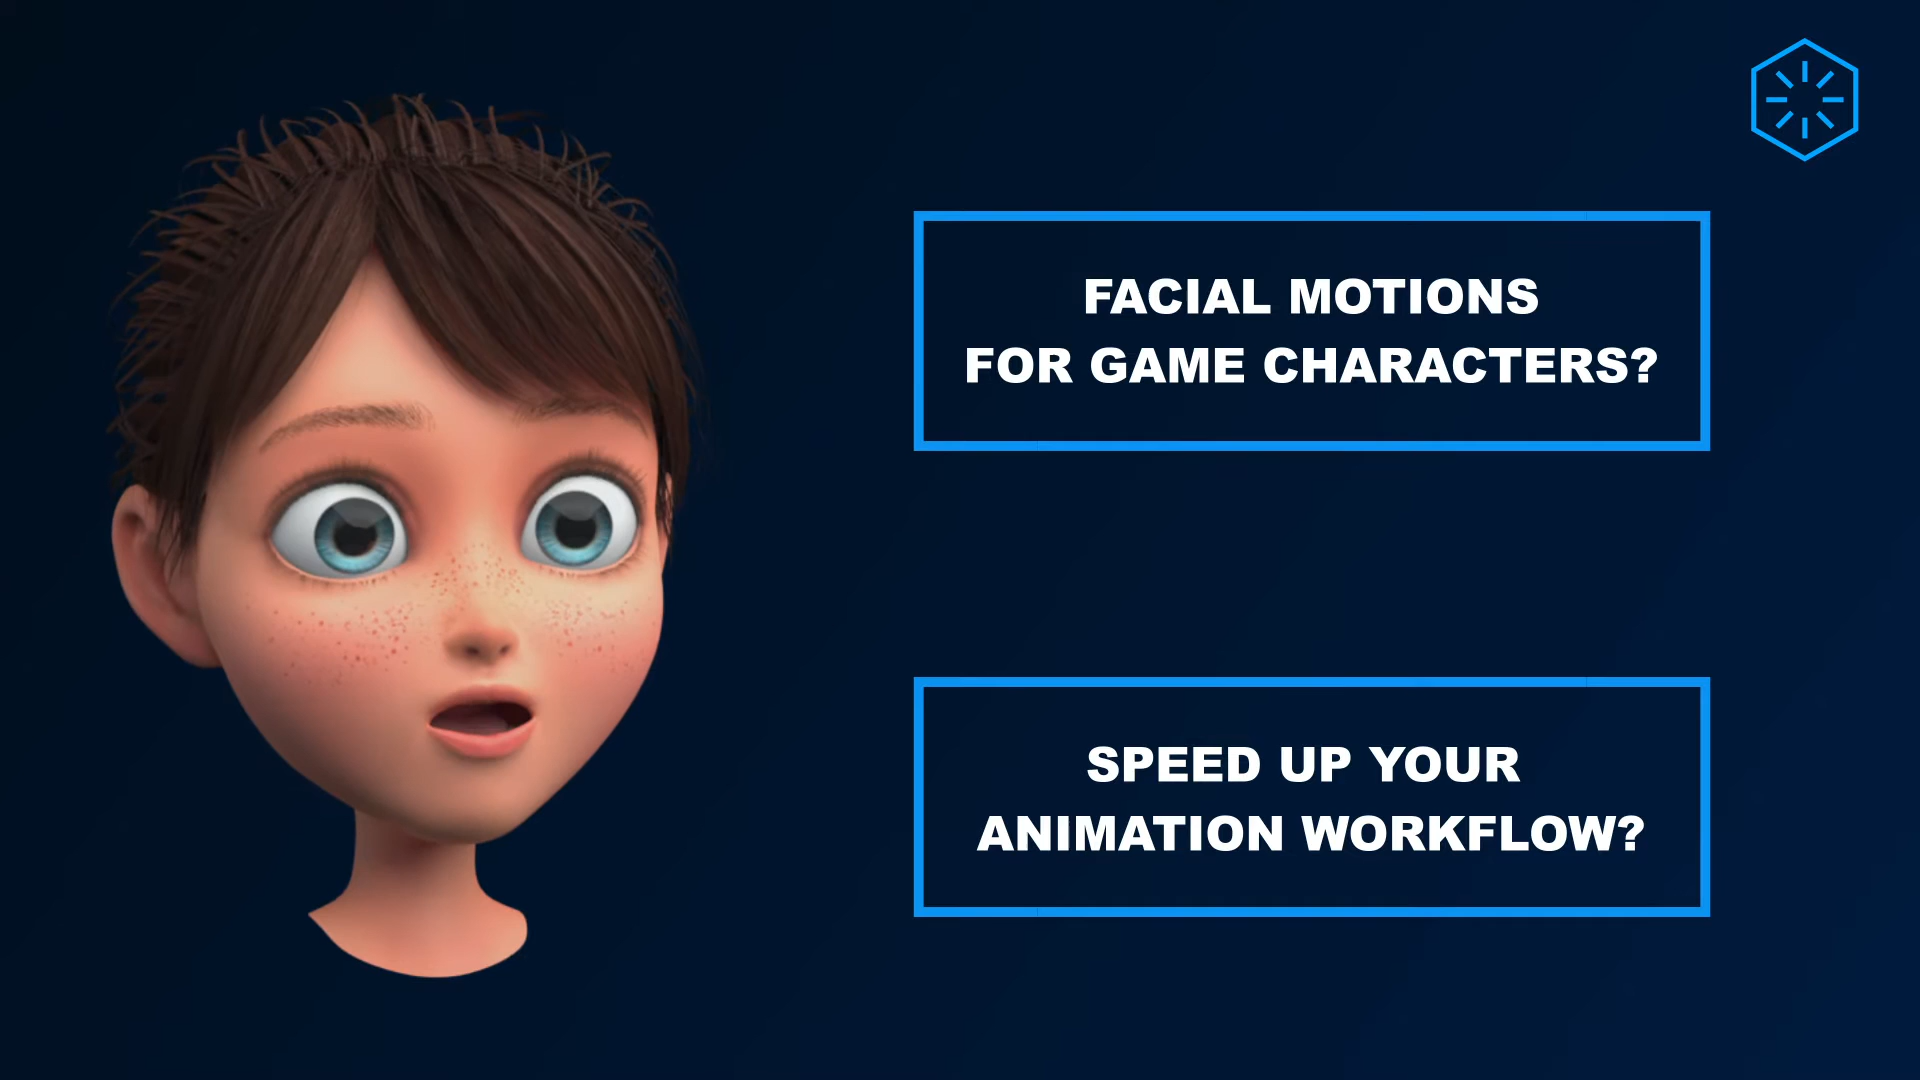 FACIAL MOTIONS
FOR GAME CHARACTERS?
SPEED UP YOUR
ANIMATION WORKFLOW?